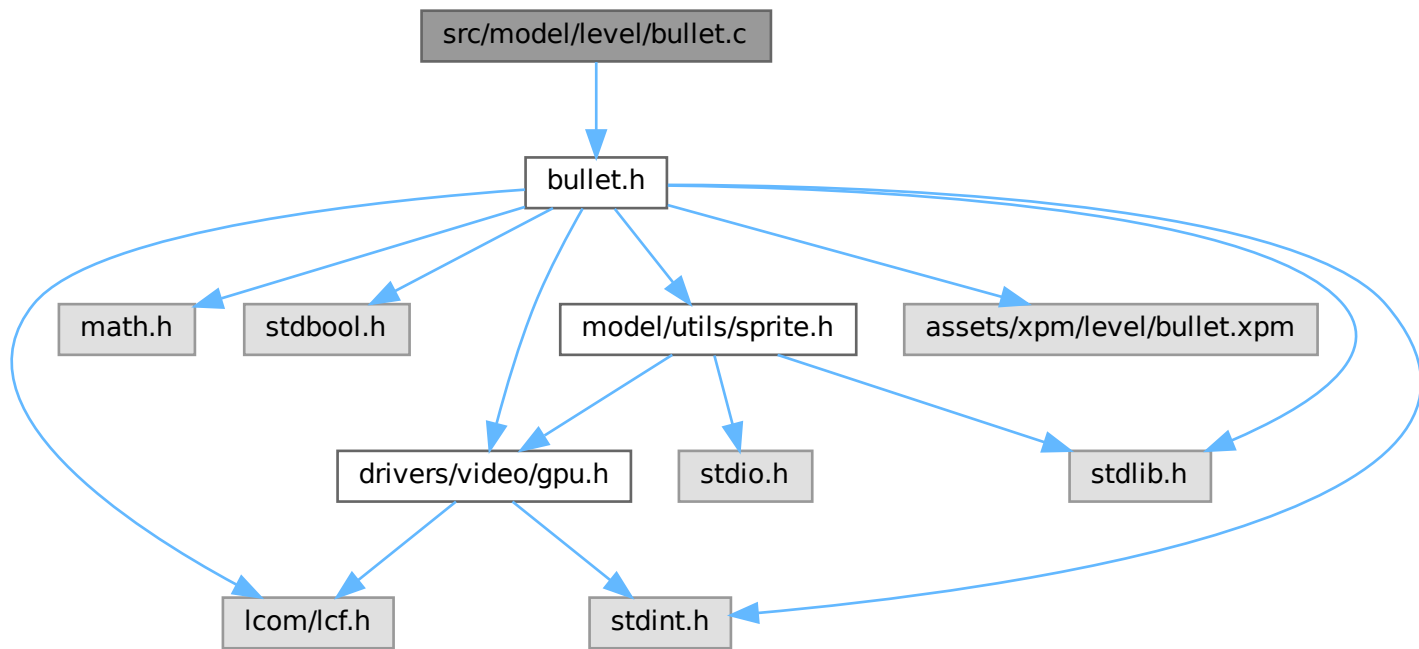 src/model/level/bullet.c
bullet.h
math.h
stdbool.h
model/utils/sprite.h
assets/xpm/level/bullet.xpm
drivers/video/gpu.h
stdio.h
stdlib.h
lcom/lcf.h
stdint.h